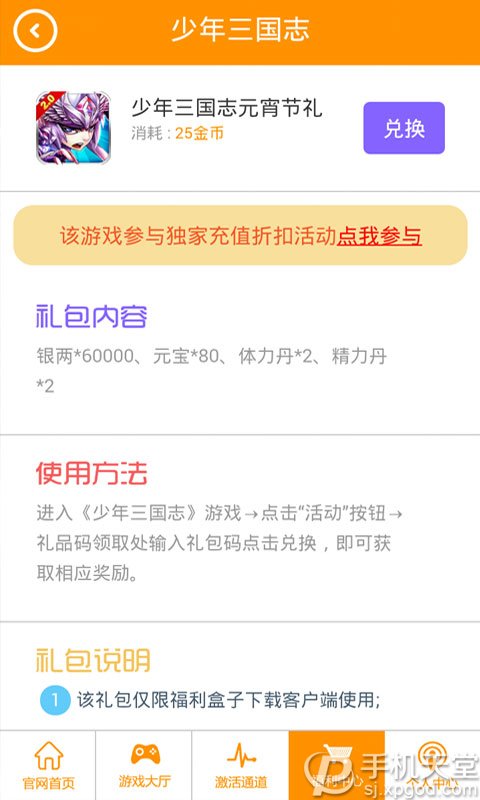 少年三国志
2.0
少年三国志元宵节礼
消耗 : 25金币
兑换
该游戏参与独家充值折扣活动点我参与
礼包内容
银两*60000、元宝*80、体力丹*2、精力丹
*2
使用方法
进入《少年三国志》游戏→点击“活动”按钮→
礼品码领取处输入礼包码点击兑换，即可获
取相应奖励。
礼包说明
1 该礼包仅限福利盒子下载客户端使用;
官网首页 游戏大厅 激活通道 福利中心 个人中心
手机天堂
sj.xpgod.com